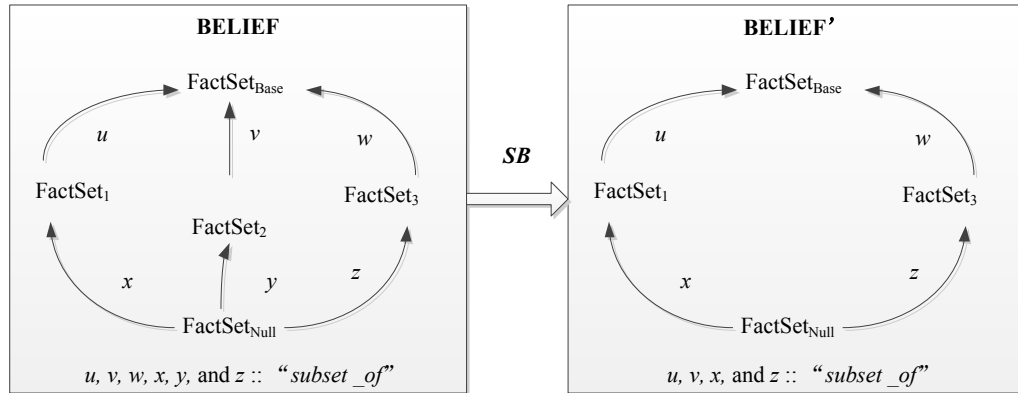 BELIEF
FactSetBase
u
v
w
FactSet1
FactSet3
FactSet2
x
y
z
FactSetNull
u, v, w, x, y, and z :: “subset _of”
SB
BELIEF’
FactSetBase
u
w
FactSet1
FactSet3
x
z
FactSetNull
u, v, x, and z :: “subset _of”